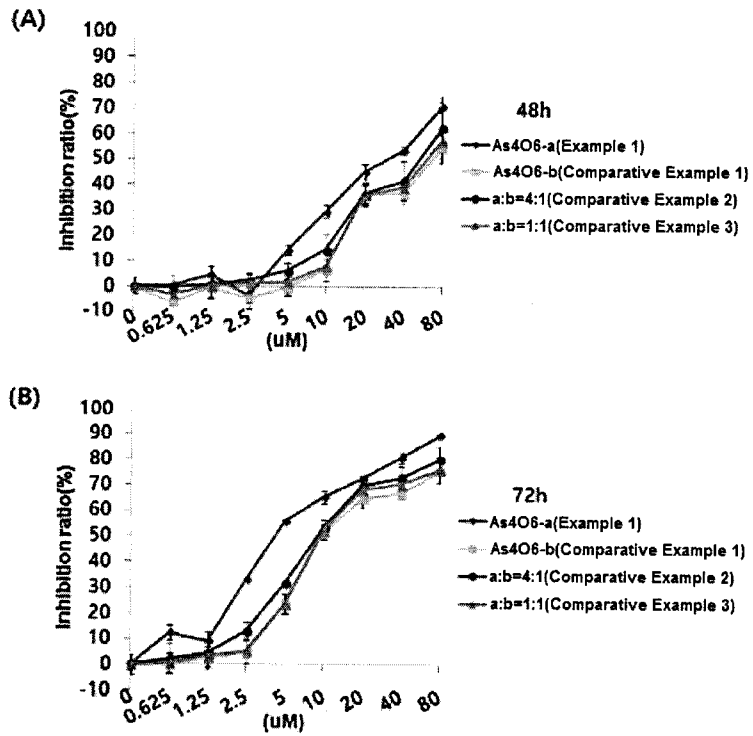 (A)
100
90
80
70
60
50
40
30
20
10
0
-10
Inhibition ratio(%)
0
0.625
1.25
2.5
5
10
20
40
80
(uM)
48h
As4O6-a(Example 1)
As4O6-b(Comparative Example 1)
a:b=4:1(Comparative Example 2)
a:b=1:1(Comparative Example 3)
(B)
100
90
80
70
60
50
40
30
20
10
0
-10
Inhibition ratio(%)
0
0.625
1.25
2.5
5
10
20
40
80
(uM)
72h
As4O6-a(Example 1)
As4O6-b(Comparative Example 1)
a:b=4:1(Comparative Example 2)
a:b=1:1(Comparative Example 3)